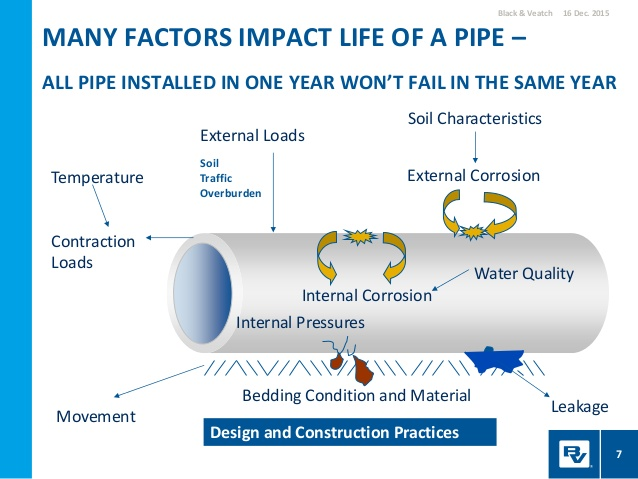 Black & Veatch 16 Dec. 2015
MANY FACTORS IMPACT LIFE OF A PIPE –
ALL PIPE INSTALLED IN ONE YEAR WON’T FAIL IN THE SAME YEAR
Soil Characteristics
External Loads
Soil
Traffic
Overburden
Temperature
External Corrosion
Contraction
Loads
Water Quality
Internal Corrosion
Internal Pressures
Bedding Condition and Material
Movement
Leakage
Design and Construction Practices
BV
7